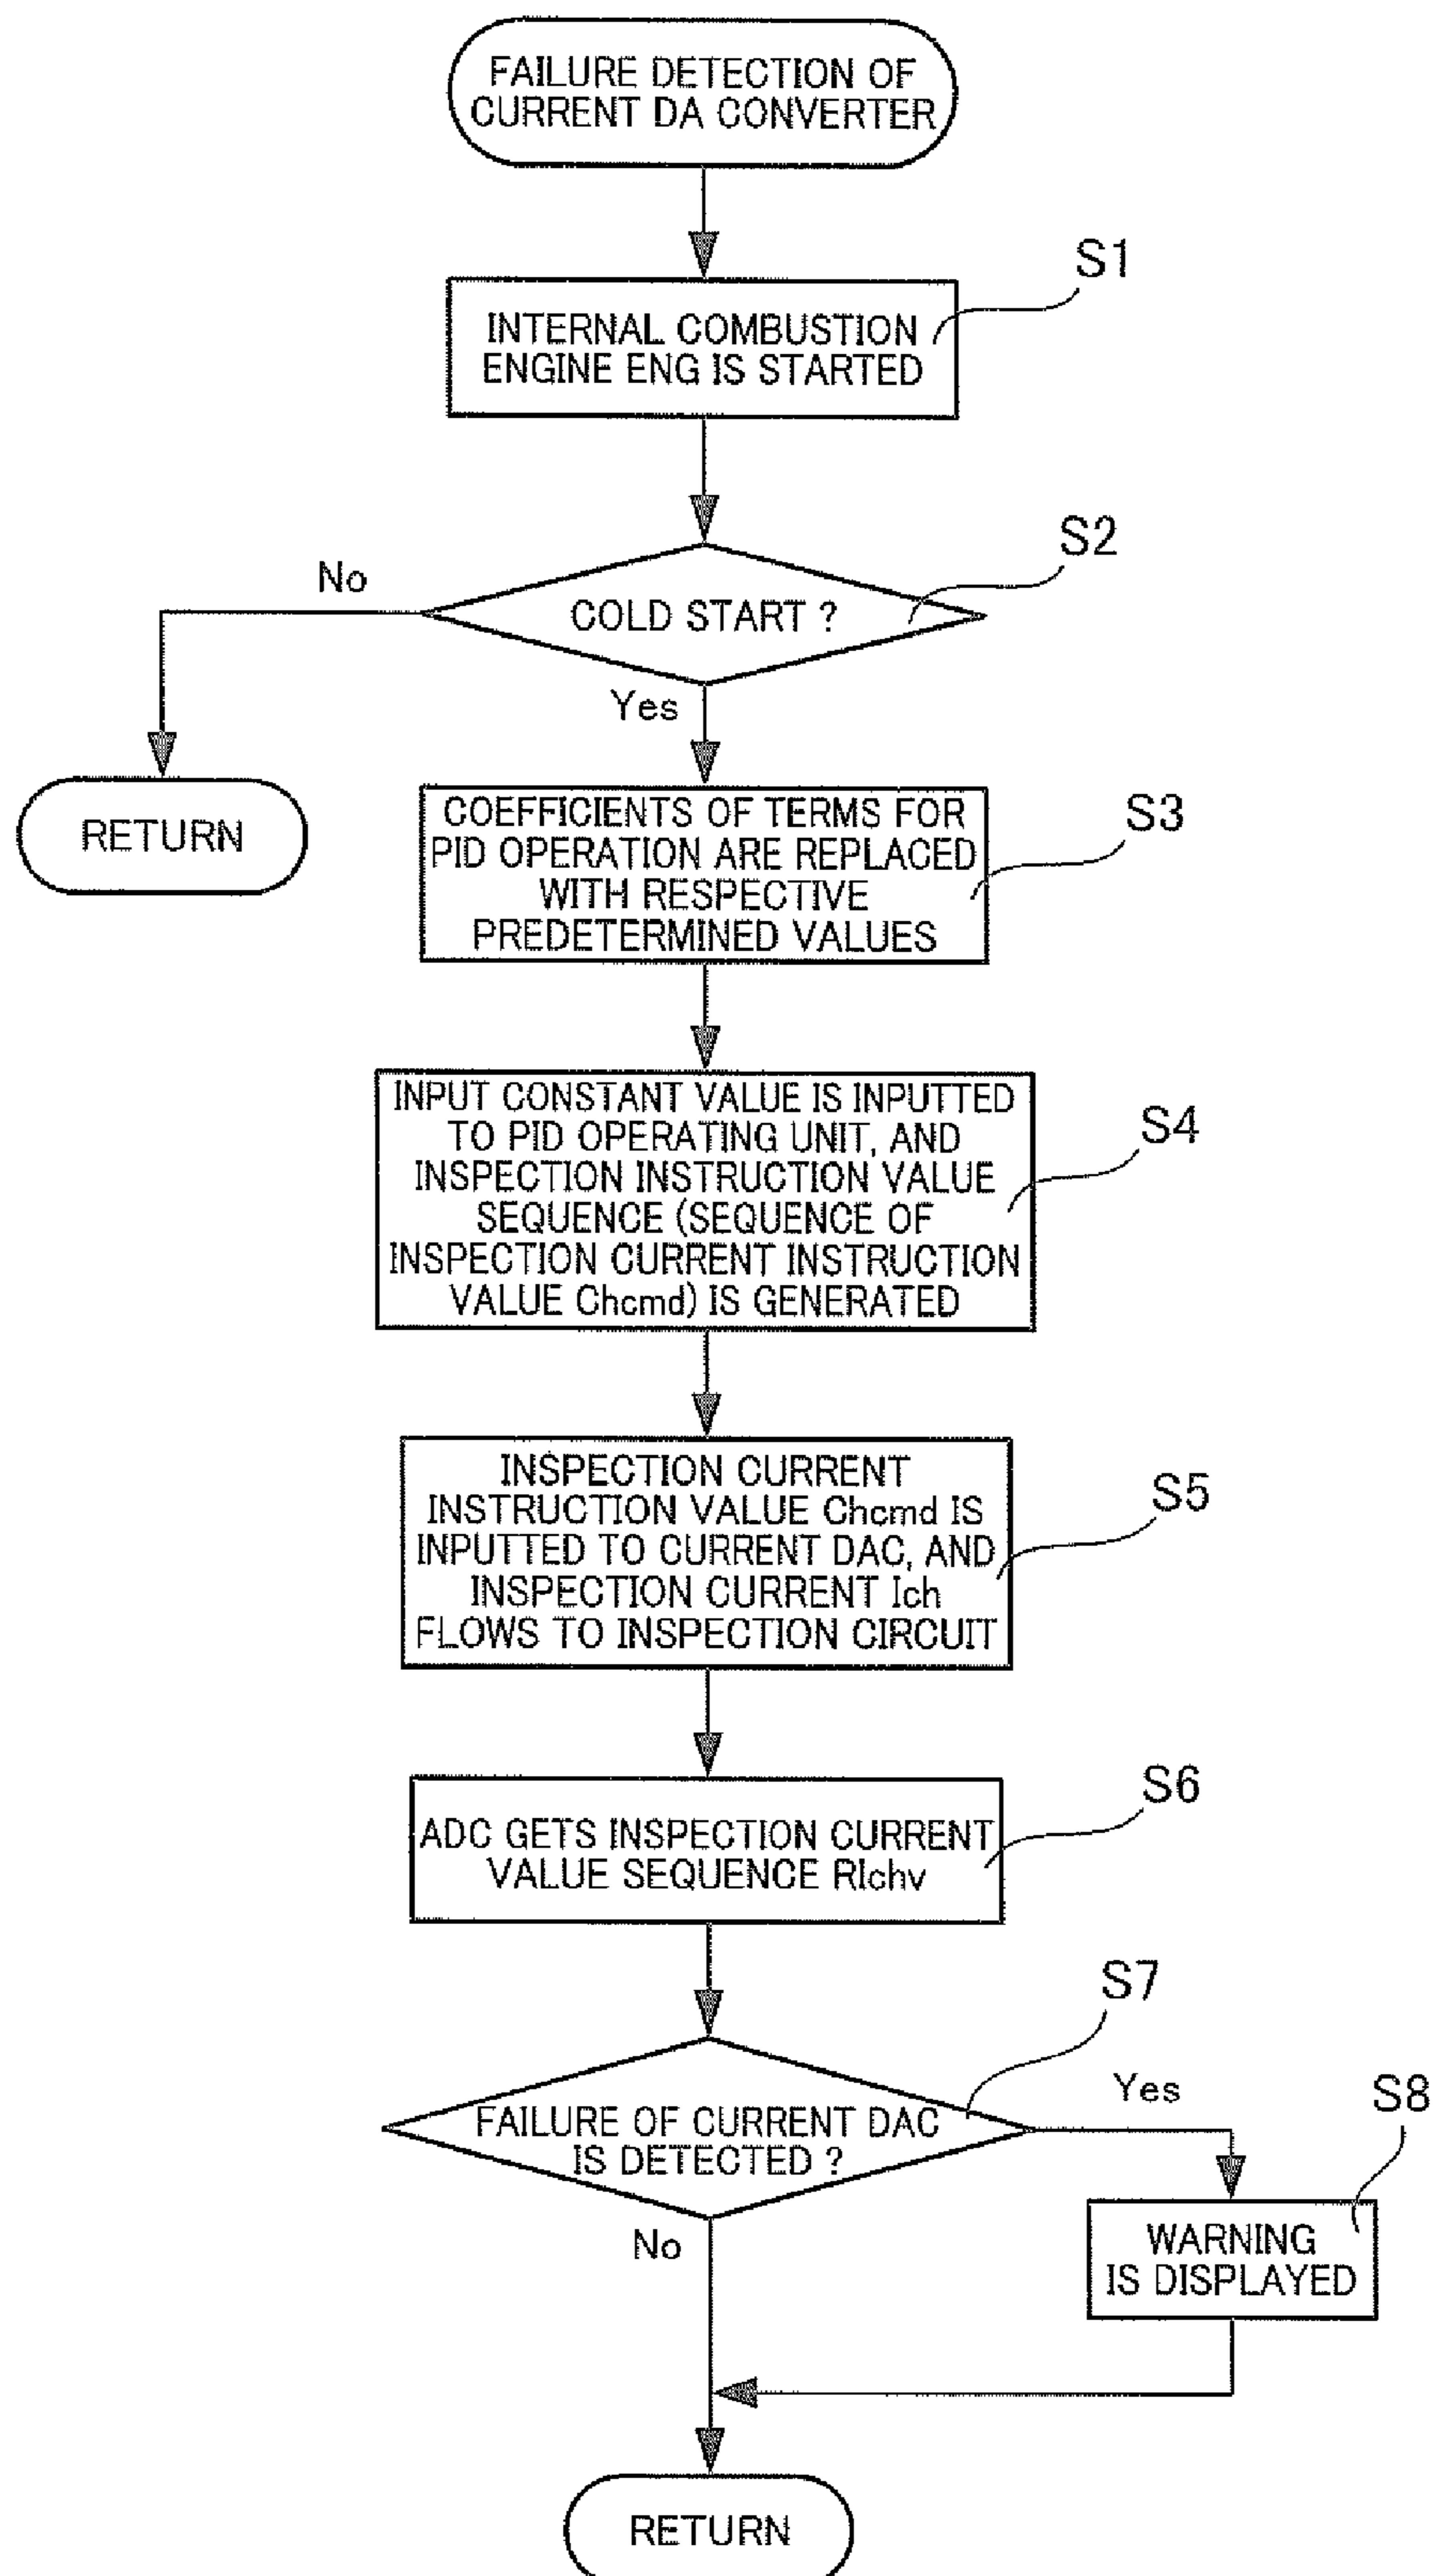 FAILURE DETECTION OF
CURRENT DA CONVERTER
S1
INTERNAL COMBUSTION
ENGINE ENG IS STARTED
S2
No
COLD START ?
Yes
RETURN
S3
COEFFICIENTS OF TERMS FOR
PID OPERATION ARE REPLACED
WITH RESPECTIVE
PREDETERMINED VALUES
S4
INPUT CONSTANT VALUE IS INPUTTED
TO PID OPERATING UNIT, AND
INSPECTION INSTRUCTION VALUE
SEQUENCE (SEQUENCE OF
INSPECTION CURRENT INSTRUCTION
VALUE Chcmd) IS GENERATED
S5
INSPECTION CURRENT
INSTRUCTION VALUE Chcmd IS
INPUTTED TO CURRENT DAC, AND
INSPECTION CURRENT Ich
FLOWS TO INSPECTION CIRCUIT
S6
ADC GETS INSPECTION CURRENT
VALUE SEQUENCE RIchv
S7
FAILURE OF CURRENT DAC
IS DETECTED ?
Yes
S8
No
WARNING
IS DISPLAYED
RETURN